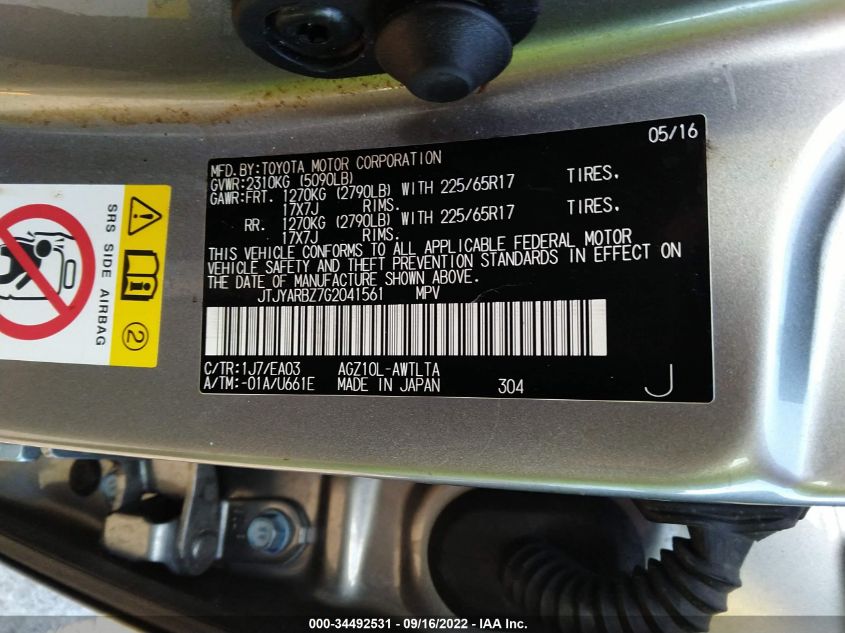 05/16
MFD.BY:TOYOTA MOTOR CORPORATION
GVWR:2310KG (5090LB)
GAWR:FRT. 1270KG (2790LB) WITH 225/65R17 TIRES,
17X7J RIMS.
RR. 1270KG (2790LB) WITH 225/65R17 TIRES,
17X7J RIMS.
THIS VEHICLE CONFORMS TO ALL APPLICABLE FEDERAL MOTOR
VEHICLE SAFETY AND THEFT PREVENTION STANDARDS IN EFFECT ON
THE DATE OF MANUFACTURE SHOWN ABOVE.
JTJYARBZ7G2041561 MPV
C/TR:1J7/EA03 AGZ10L-AWTLTA
A/TM:-01A/U661E MADE IN JAPAN 304 J
SRS SIDE AIRBAG
2
000-34492531 - 09/16/2022 - IAA Inc.